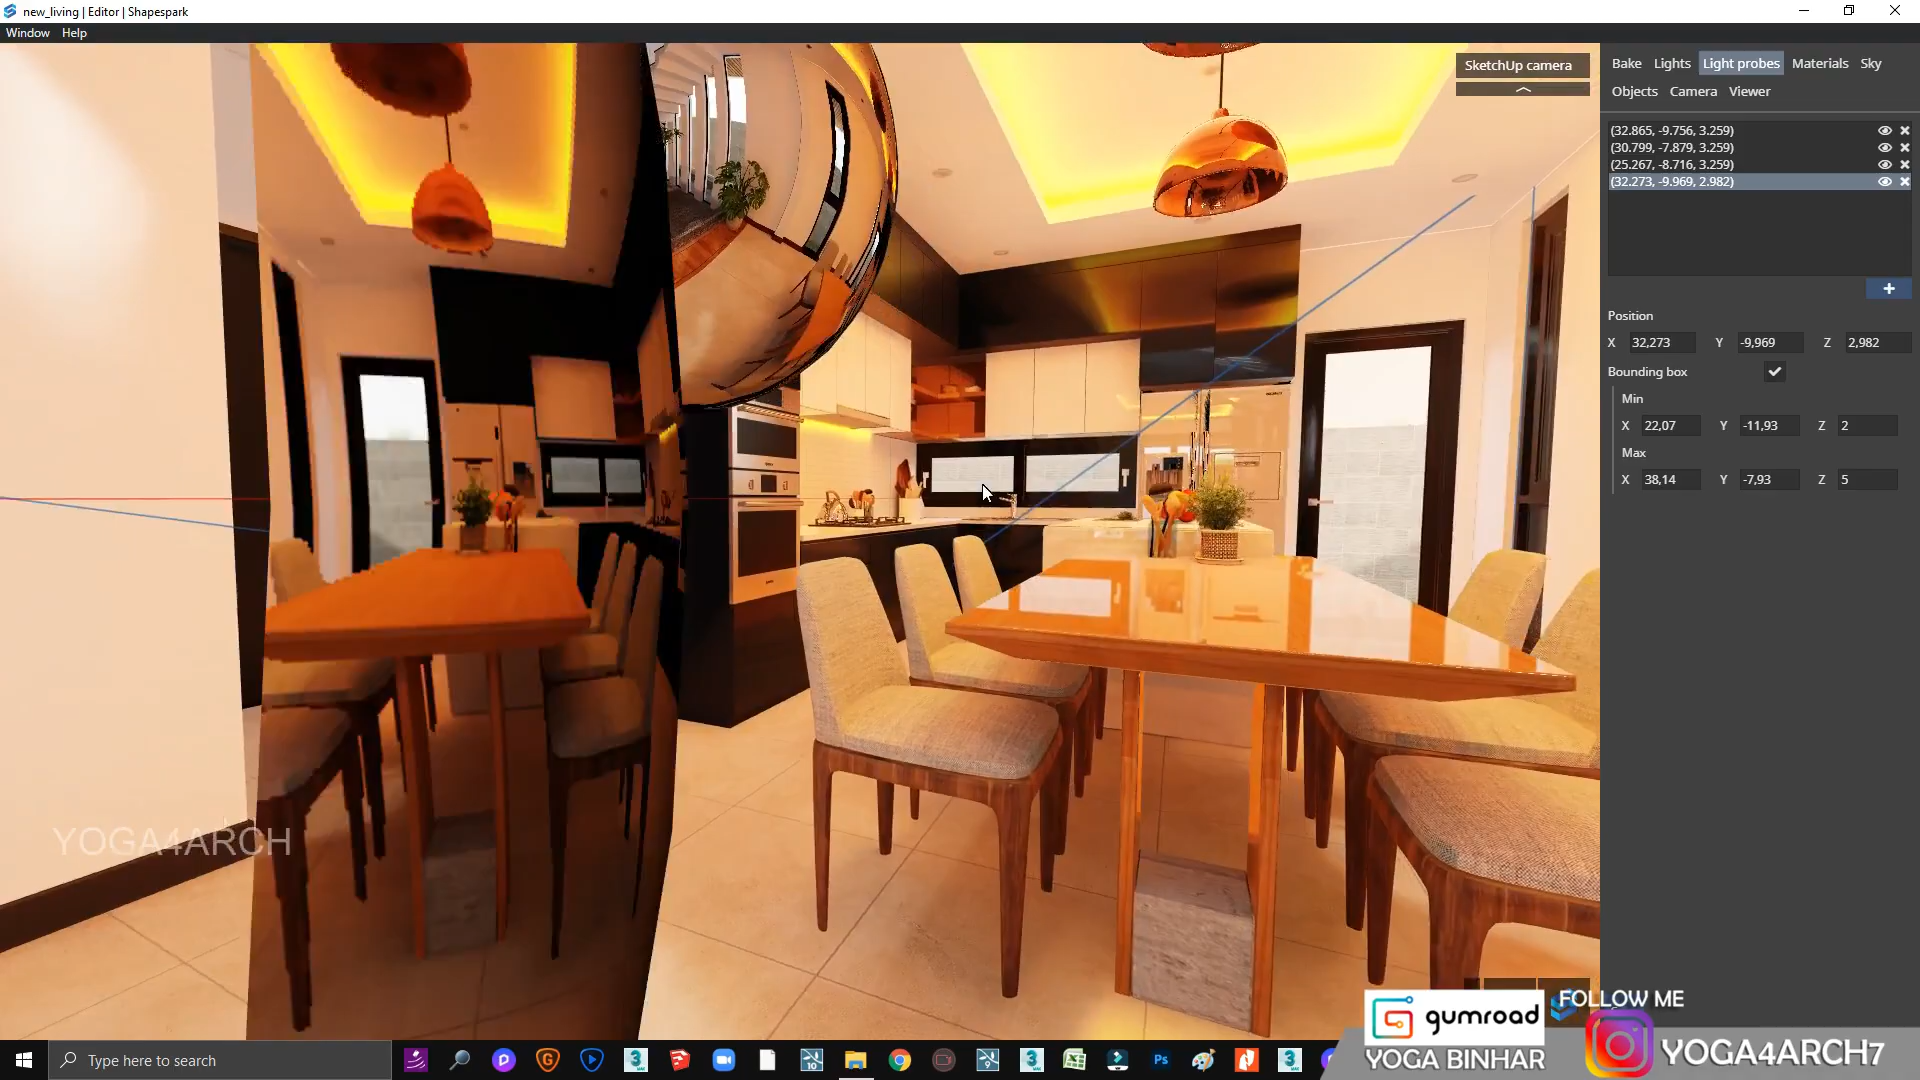 new_living | Editor | Shapespark
Window Help
SketchUp camera
Bake Lights Light probes Materials Sky
Objects Camera Viewer
(32.865, -9.756, 3.259)
(30.799, -7.879, 3.259)
(25.267, -8.716, 3.259)
(32.273, -9.969, 2.982)
+
Position
X 32,273 Y -9,969 Z 2,982
Bounding box
Min
X 22,07 Y -11,93 Z 2
Max
X 38,14 Y -7,93 Z 5
YOGA4ARCH
gumroad
YOGA BINHAR
FOLLOW ME
YOGA4ARCH7
Type here to search